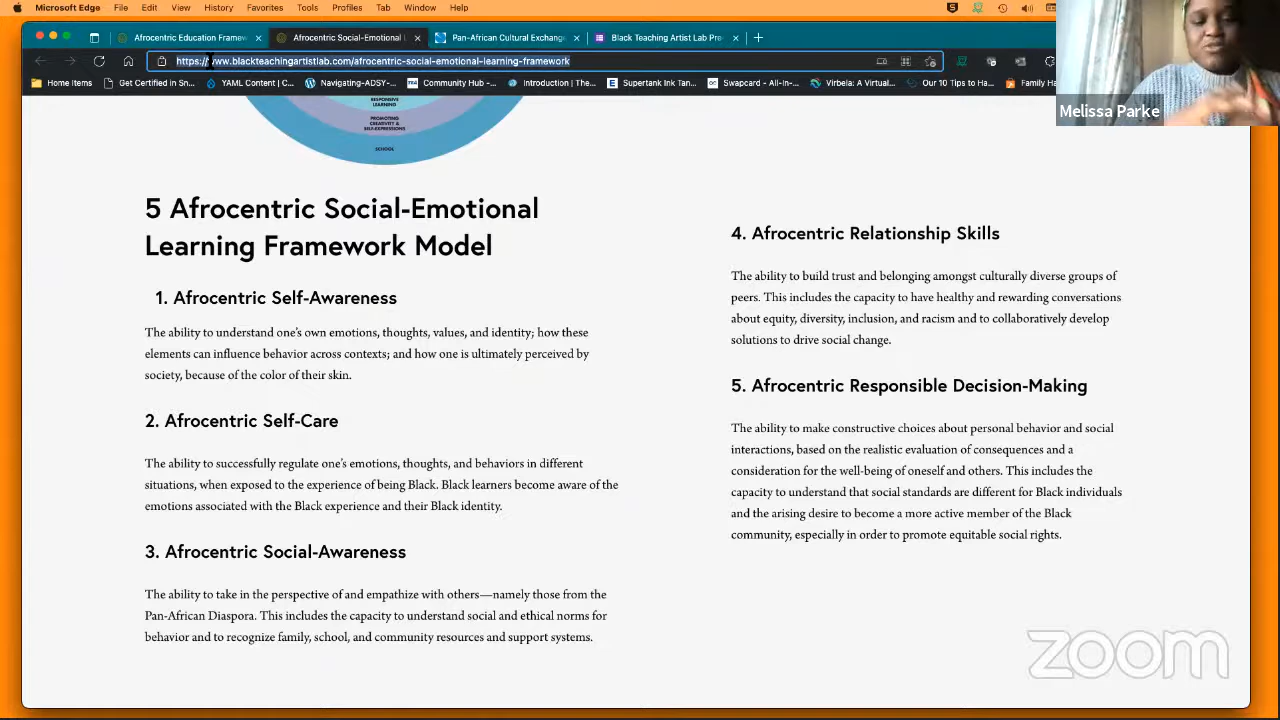 Microsoft Edge File Edit View History Favorites Tools Profiles Tab Window Help
Afrocentric Education Framew
Afrocentric Social-Emotional L
Pan-African Cultural Exchang
Black Teaching Artist Lab Pre
https://www.blackteachingartistlab.com/afrocentric-social-emotional-learning-framework
Home Items
Get Certified in Sn...
YAML Content | C...
Navigating-ADSY-...
Community Hub -...
Introduction | The...
Supertank Ink Tan...
Swapcard - All-in-...
Virbela: A Virtual...
Our 10 Tips to Ha...
Family Ha
Melissa Parke
RESPONSIVE
LEARNING
PROMOTING
CREATIVITY &
SELF-EXPRESSIONS
SCHOOL
5 Afrocentric Social-Emotional
Learning Framework Model
1. Afrocentric Self-Awareness
The ability to understand one's own emotions, thoughts, values, and identity; how these
elements can influence behavior across contexts; and how one is ultimately perceived by
society, because of the color of their skin.
2. Afrocentric Self-Care
The ability to successfully regulate one's emotions, thoughts, and behaviors in different
situations, when exposed to the experience of being Black. Black learners become aware of the
emotions associated with the Black experience and their Black identity.
3. Afrocentric Social-Awareness
The ability to take in the perspective of and empathize with others—namely those from the
Pan-African Diaspora. This includes the capacity to understand social and ethical norms for
behavior and to recognize family, school, and community resources and support systems.
4. Afrocentric Relationship Skills
The ability to build trust and belonging amongst culturally diverse groups of
peers. This includes the capacity to have healthy and rewarding conversations
about equity, diversity, inclusion, and racism and to collaboratively develop
solutions to drive social change.
5. Afrocentric Responsible Decision-Making
The ability to make constructive choices about personal behavior and social
interactions, based on the realistic evaluation of consequences and a
consideration for the well-being of oneself and others. This includes the
capacity to understand that social standards are different for Black individuals
and the arising desire to become a more active member of the Black
community, especially in order to promote equitable social rights.
zoom